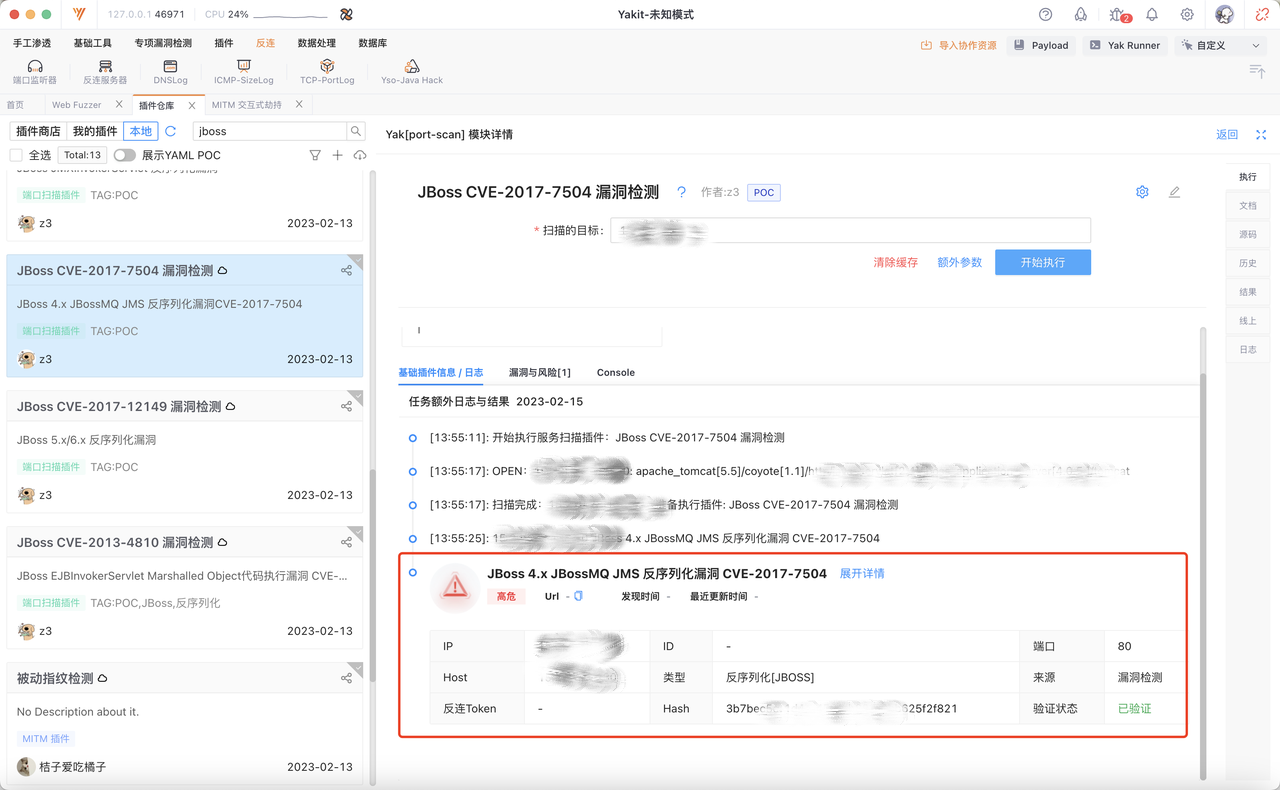 127.0.0.1 46971 CPU 24% Yakit-未知模式 2
手工渗透 基础工具 专项漏洞检测 插件 反连 数据处理 数据库 导入协作资源 Payload Yak Runner 自定义
端口监听器 反连服务器 DNSLog ICMP-SizeLog TCP-PortLog Yso-Java Hack
首页 Web Fuzzer 插件仓库 MITM 交互式劫持
插件商店 我的插件 本地 jboss
全选 Total:13 展示YAML POC
端口扫描插件 TAG:POC
z3 2023-02-13
JBoss CVE-2017-7504 漏洞检测
JBoss 4.x JBossMQ JMS 反序列化漏洞CVE-2017-7504
端口扫描插件 TAG:POC
z3 2023-02-13
JBoss CVE-2017-12149 漏洞检测
JBoss 5.x/6.x 反序列化漏洞
端口扫描插件 TAG:POC
z3 2023-02-13
JBoss CVE-2013-4810 漏洞检测
JBoss EJBInvokerServlet Marshalled Object代码执行漏洞 CVE-...
端口扫描插件 TAG:POC,JBoss,反序列化
z3 2023-02-13
被动指纹检测
No Description about it.
MITM 插件
桔子爱吃橘子 2023-02-13
Yak[port-scan] 模块详情 返回
JBoss CVE-2017-7504 漏洞检测 ? 作者:z3 POC
* 扫描的目标:
清除缓存 额外参数 开始执行
基础插件信息 / 日志 漏洞与风险[1] Console
任务额外日志与结果 2023-02-15
[13:55:11]: 开始执行服务扫描插件: JBoss CVE-2017-7504 漏洞检测
[13:55:17]: OPEN: apache_tomcat[5.5]/coyote[1.1]/
[13:55:17]: 扫描完成: 备执行插件: JBoss CVE-2017-7504 漏洞检测
[13:55:25]: 4.x JBossMQ JMS 反序列化漏洞 CVE-2017-7504
JBoss 4.x JBossMQ JMS 反序列化漏洞 CVE-2017-7504 展开详情
高危 Url - 发现时间 - 最近更新时间 -
IP ID - 端口 80
Host 类型 反序列化[JBOSS] 来源 漏洞检测
反连Token - Hash 3b7bec 625f2f821 验证状态 已验证
执行
文档
源码
历史
结果
线上
日志